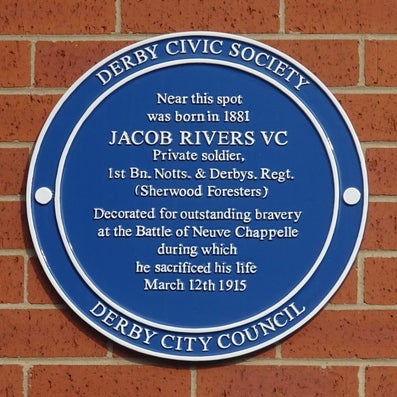 DERBY CIVIC SOCIETY
Near this spot
was born in 1881
JACOB RIVERS VC
Private soldier,
1st Bn. Notts. & Derbys. Regt.
(Sherwood Foresters)
Decorated for outstanding bravery
at the Battle of Neuve Chappelle
during which
he sacrificed his life
March 12th 1915
DERBY CITY COUNCIL